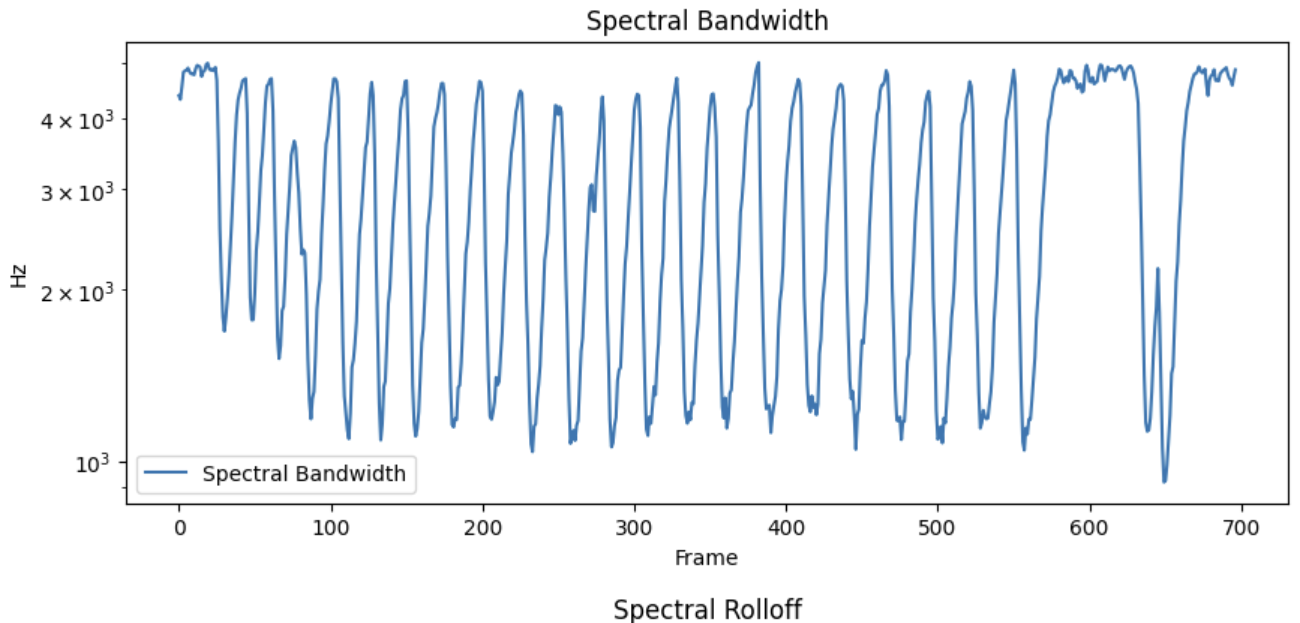 Spectral Bandwidth
4 × 10³
3 × 10³
2 × 10³
10³
Hz
Spectral Bandwidth
0 100 200 300 400 500 600 700
Frame
Spectral Rolloff